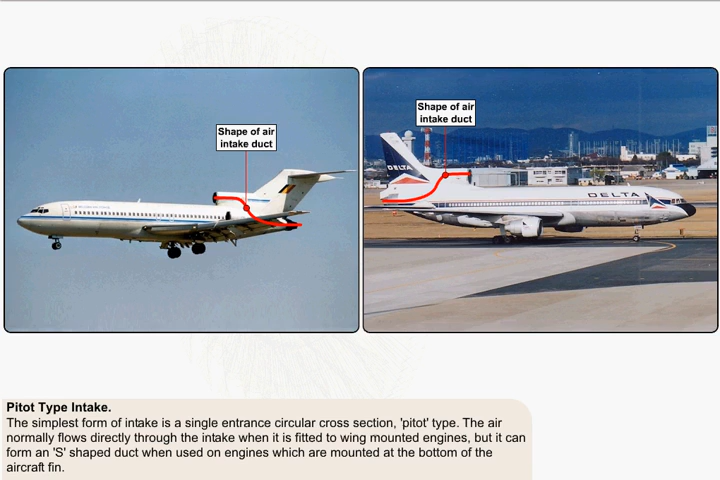 Shape of air
intake duct
Shape of air
intake duct
DELTA
DELTA
Pitot Type Intake.
The simplest form of intake is a single entrance circular cross section, 'pitot' type. The air
normally flows directly through the intake when it is fitted to wing mounted engines, but it can
form an 'S' shaped duct when used on engines which are mounted at the bottom of the
aircraft fin.